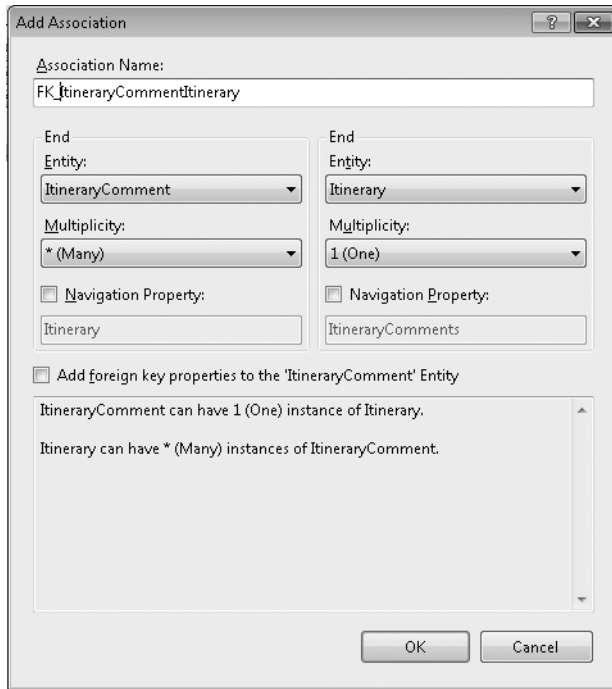 Add Association
Association Name:
FK_ItineraryCommentItinerary
End
Entity:
ItineraryComment
Multiplicity:
* (Many)
Navigation Property:
Itinerary
End
Entity:
Itinerary
Multiplicity:
1 (One)
Navigation Property:
ItineraryComments
Add foreign key properties to the 'ItineraryComment' Entity
ItineraryComment can have 1 (One) instance of Itinerary.
Itinerary can have * (Many) instances of ItineraryComment.
OK
Cancel